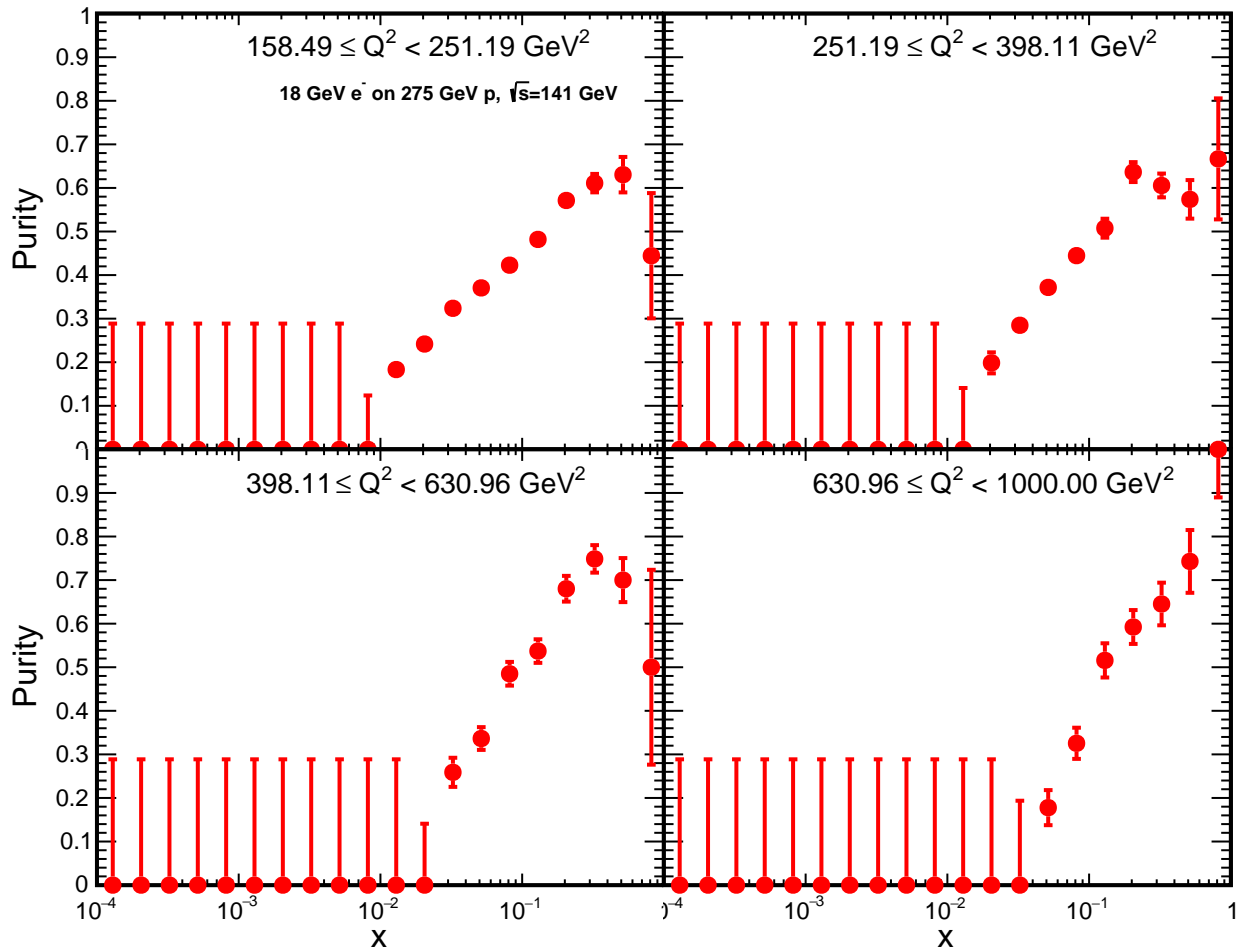 158.49 ≤ Q² < 251.19 GeV²
251.19 ≤ Q² < 398.11 GeV²
18 GeV e⁻ on 275 GeV p, √s=141 GeV
1
0.9
0.8
0.7
0.6
0.5
0.4
0.3
0.2
0.1
0
Purity
398.11 ≤ Q² < 630.96 GeV²
630.96 ≤ Q² < 1000.00 GeV²
0.9
0.8
0.7
0.6
0.5
0.4
0.3
0.2
0.1
0
Purity
10⁻⁴ 10⁻³ 10⁻² 10⁻¹
x
10⁻³ 10⁻² 10⁻¹ 1
x